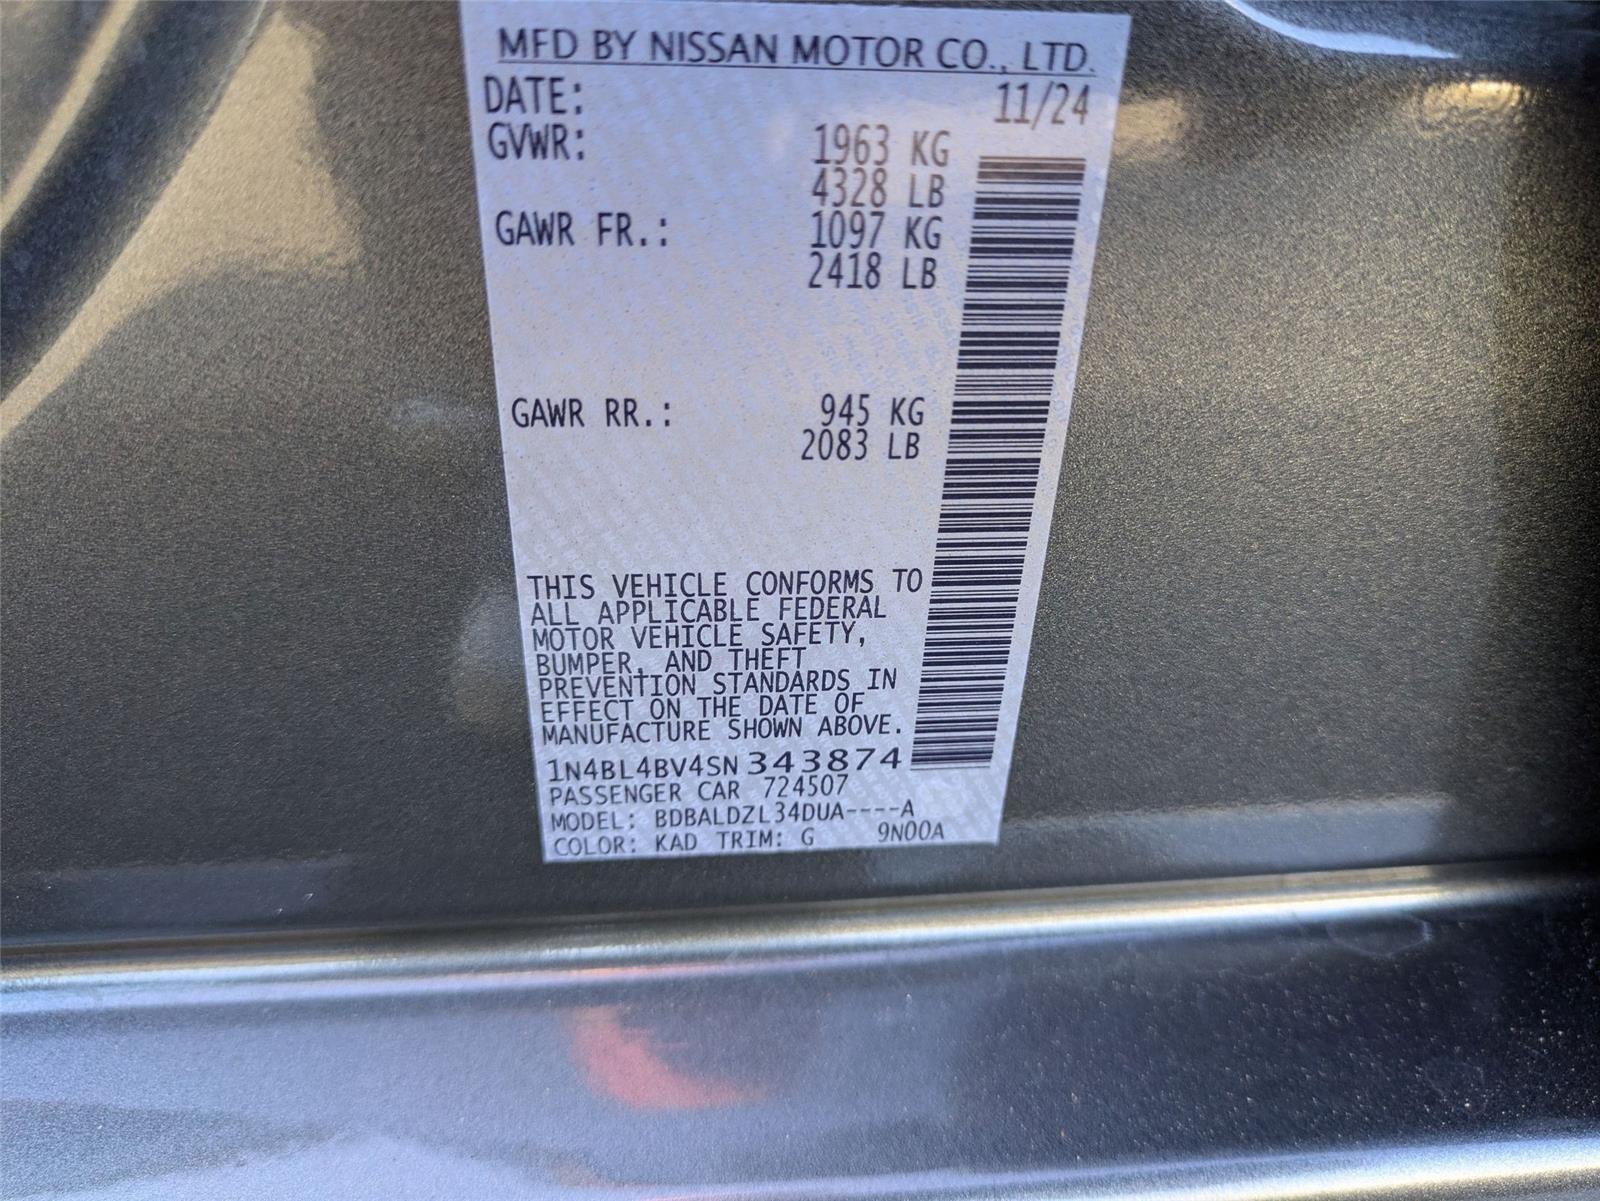 MFD BY NISSAN MOTOR CO., LTD.
DATE: 11/24
GVWR: 1963 KG
4328 LB
GAWR FR.: 1097 KG
2418 LB
GAWR RR.: 945 KG
2083 LB
THIS VEHICLE CONFORMS TO
ALL APPLICABLE FEDERAL
MOTOR VEHICLE SAFETY,
BUMPER, AND THEFT
PREVENTION STANDARDS IN
EFFECT ON THE DATE OF
MANUFACTURE SHOWN ABOVE.
1N4BL4BV4SN343874
PASSENGER CAR 724507
MODEL: BDBALDZL34DUA----A
COLOR: KAD TRIM: G 9N00A